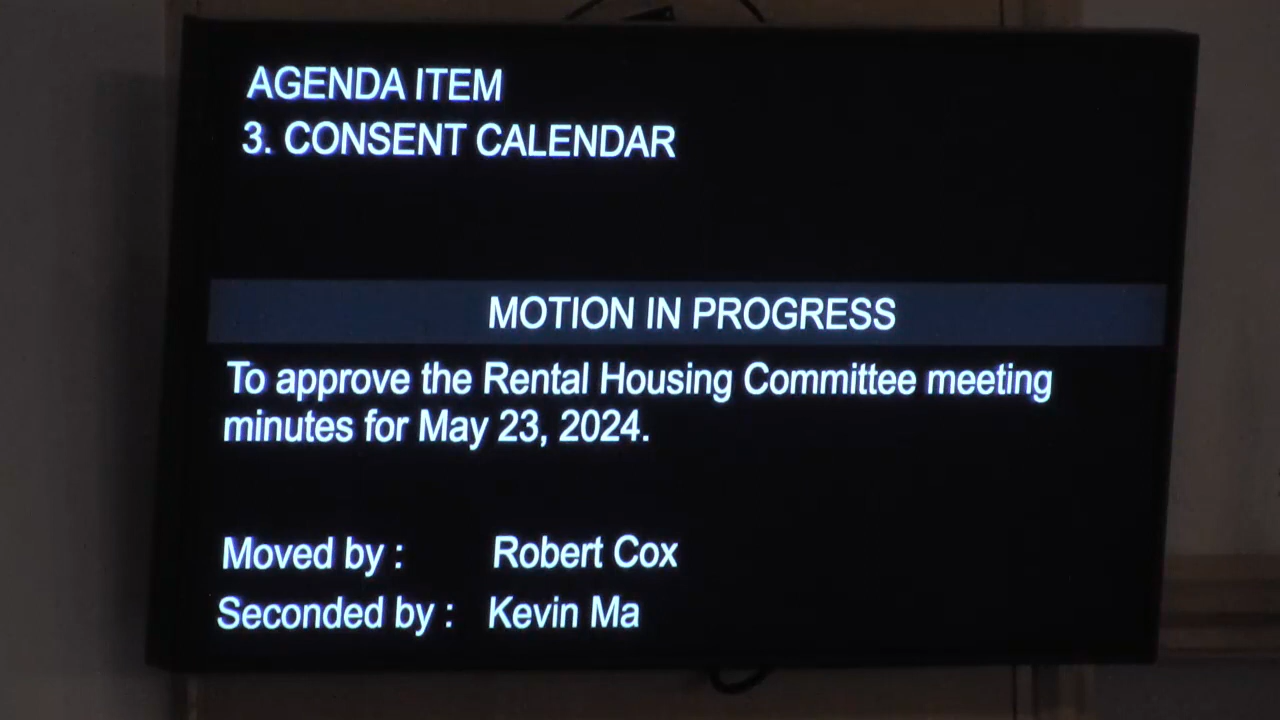 AGENDA ITEM
3. CONSENT CALENDAR
MOTION IN PROGRESS
To approve the Rental Housing Committee meeting
minutes for May 23, 2024.
Moved by : Robert Cox
Seconded by : Kevin Ma